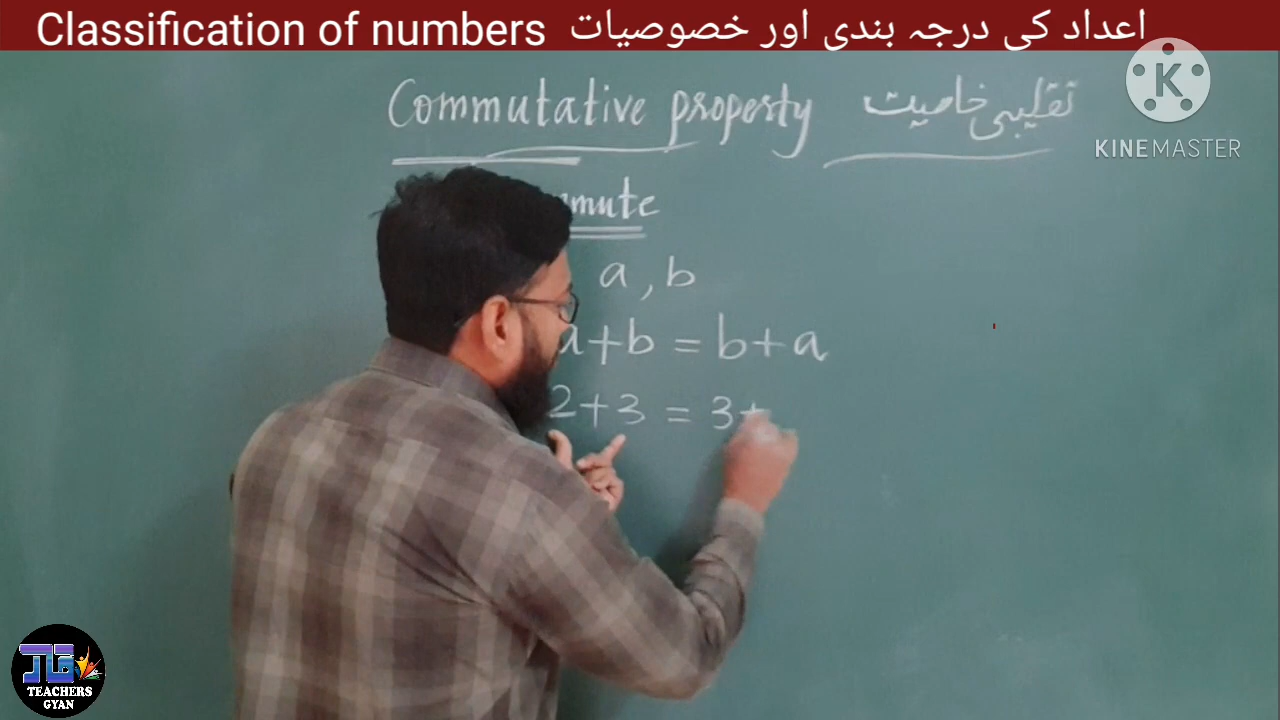 Classification of numbers اعداد کی درجہ بندی اور خصوصیات
Commutative property تقلیبی خاصیت
K
KINEMASTER
mmute
a , b
a+b = b+a
2+3 = 3+
TEACHERS
GYAN